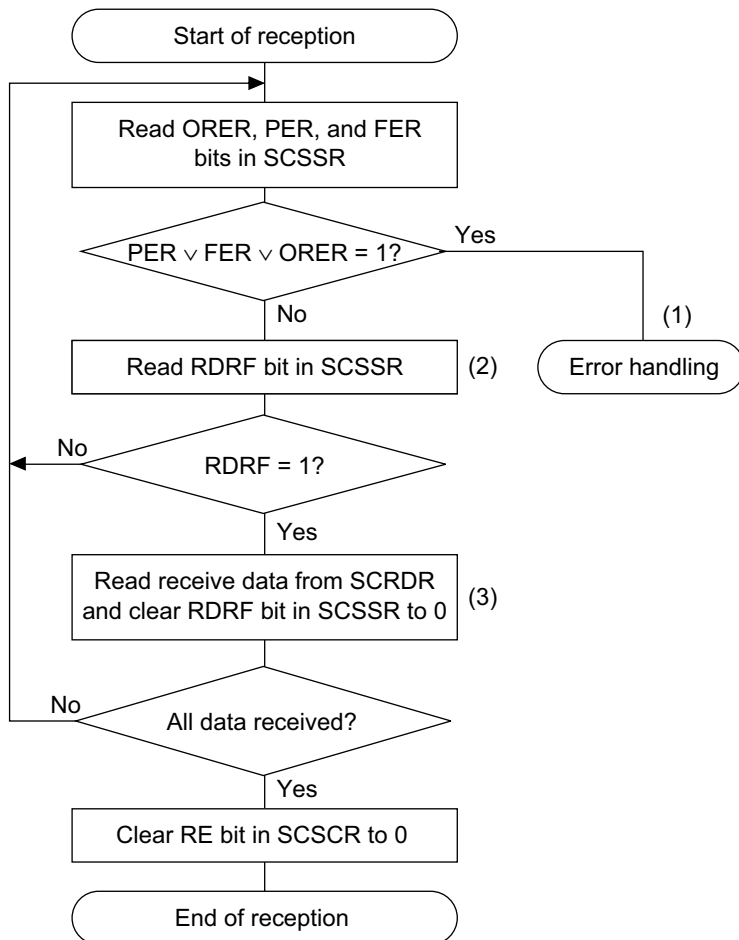 Start of reception
Read ORER, PER, and FER
bits in SCSSR
PER ∨ FER ∨ ORER = 1?
Yes
No
(1)
Error handling
Read RDRF bit in SCSSR
(2)
No
RDRF = 1?
Yes
Read receive data from SCRDR
and clear RDRF bit in SCSSR to 0
(3)
No
All data received?
Yes
Clear RE bit in SCSCR to 0
End of reception